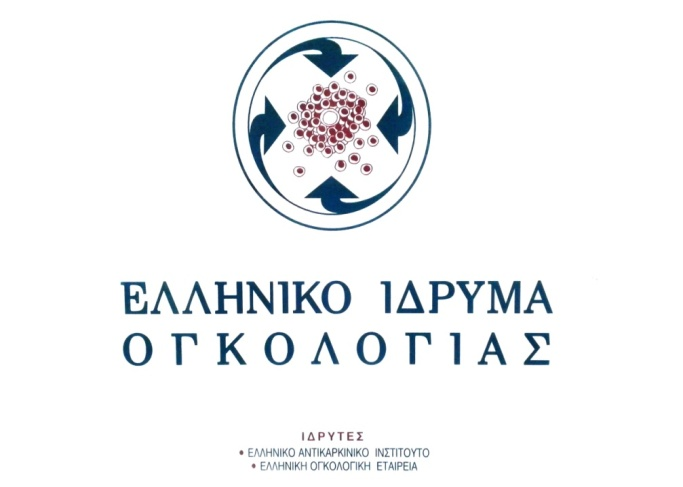 ΕΛΛΗΝΙΚΟ ΙΔΡΥΜΑ
ΟΓΚΟΛΟΓΙΑΣ
ΙΔΡΥΤΕΣ
• ΕΛΛΗΝΙΚΟ ΑΝΤΙΚΑΡΚΙΝΙΚΟ ΙΝΣΤΙΤΟΥΤΟ
• ΕΛΛΗΝΙΚΗ ΟΓΚΟΛΟΓΙΚΗ ΕΤΑΙΡΕΙΑ